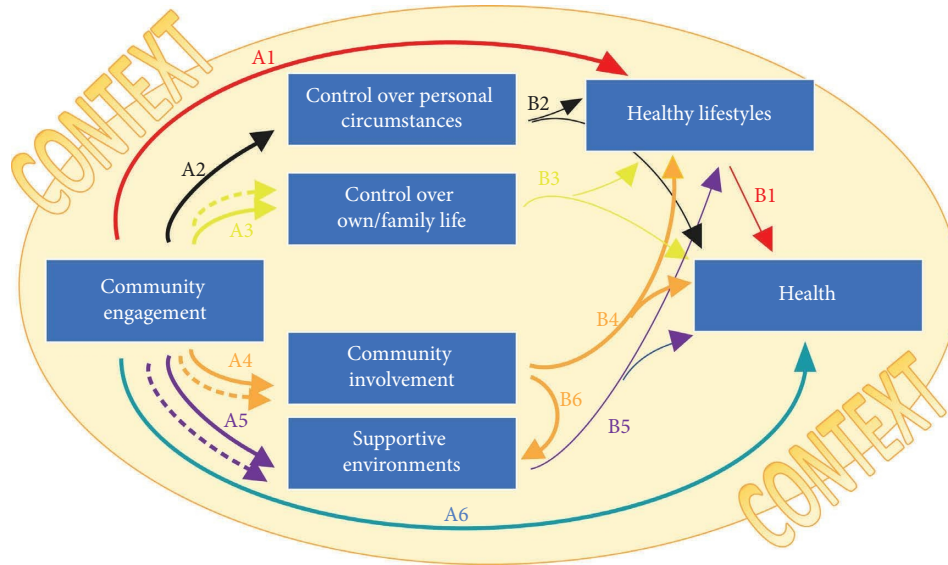 CONTEXT
A1
Control over personal
circumstances
B2
Healthy lifestyles
A2
Control over
own/family life
B3
A3
B1
Community
engagement
Health
A4
Community
involvement
B4
A5
B6
B5
Supportive
environments
A6
CONTEXT